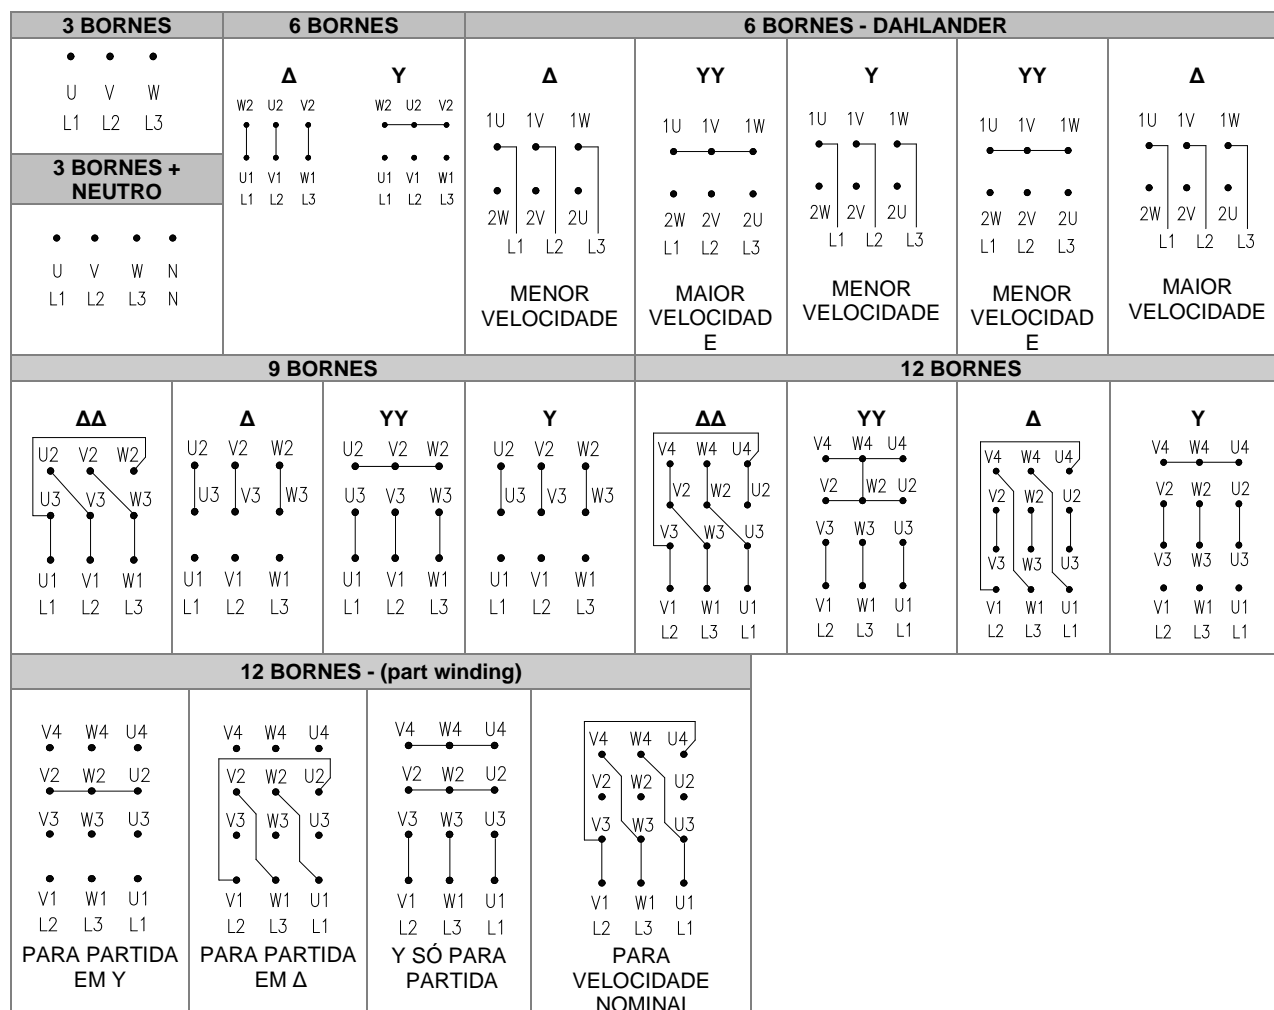 3 BORNES
U V W
L1 L2 L3
3 BORNES +
NEUTRO
U V W N
L1 L2 L3 N
6 BORNES
Δ
W2 U2 V2
U1 V1 W1
L1 L2 L3
Y
W2 U2 V2
U1 V1 W1
L1 L2 L3
6 BORNES - DAHLANDER
Δ
1U 1V 1W
2W 2V 2U
L1 L2 L3
MENOR
VELOCIDADE
YY
1U 1V 1W
2W 2V 2U
L1 L2 L3
MAIOR
VELOCIDAD
E
Y
1U 1V 1W
2W 2V 2U
L1 L2 L3
MENOR
VELOCIDADE
YY
1U 1V 1W
2W 2V 2U
L1 L2 L3
MENOR
VELOCIDAD
E
Δ
1U 1V 1W
2W 2V 2U
L1 L2 L3
MAIOR
VELOCIDADE
9 BORNES
ΔΔ
U2 V2 W2
U3 V3 W3
U1 V1 W1
L1 L2 L3
Δ
U2 V2 W2
U3 V3 W3
U1 V1 W1
L1 L2 L3
YY
U2 V2 W2
U3 V3 W3
U1 V1 W1
L1 L2 L3
Y
U2 V2 W2
U3 V3 W3
U1 V1 W1
L1 L2 L3
12 BORNES
ΔΔ
V4 W4 U4
V2 W2 U2
V3 W3 U3
V1 W1 U1
L2 L3 L1
YY
V4 W4 U4
V2 W2 U2
V3 W3 U3
V1 W1 U1
L2 L3 L1
Δ
V4 W4 U4
V2 W2 U2
V3 W3 U3
V1 W1 U1
L2 L3 L1
Y
V4 W4 U4
V2 W2 U2
V3 W3 U3
V1 W1 U1
L2 L3 L1
12 BORNES - (part winding)
V4 W4 U4
V2 W2 U2
V3 W3 U3
V1 W1 U1
L2 L3 L1
PARA PARTIDA
EM Y
V4 W4 U4
V2 W2 U2
V3 W3 U3
V1 W1 U1
L2 L3 L1
PARA PARTIDA
EM Δ
V4 W4 U4
V2 W2 U2
V3 W3 U3
V1 W1 U1
L2 L3 L1
Y SÓ PARA
PARTIDA
V4 W4 U4
V2 W2 U2
V3 W3 U3
V1 W1 U1
L2 L3 L1
PARA
VELOCIDADE
NOMINAL